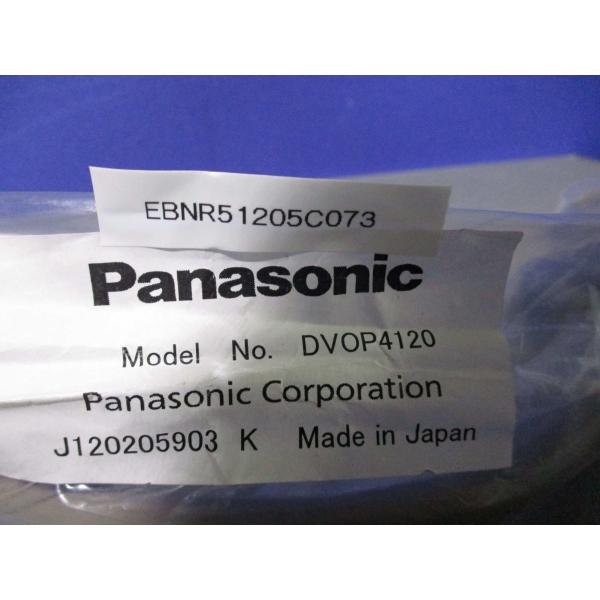 EBNR51205C073
Panasonic
Model No. DVOP4120
Panasonic Corporation
J120205903 K Made in Japan